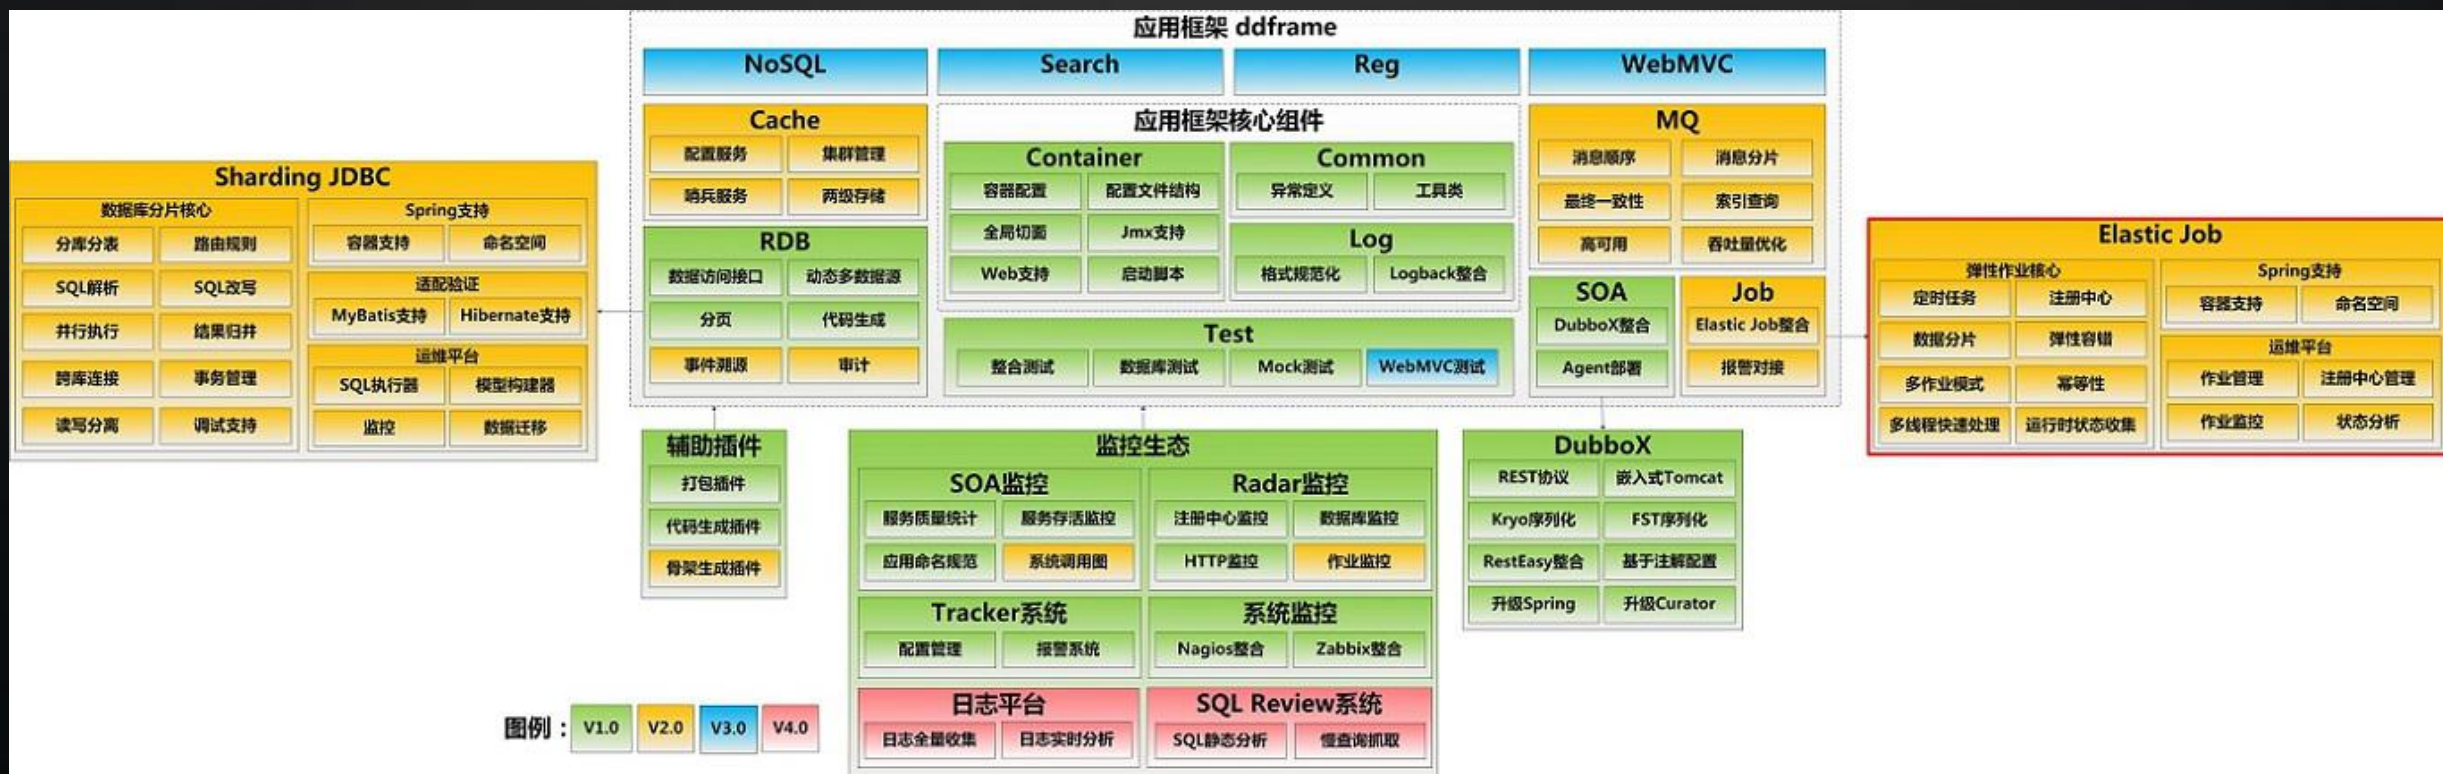 应用框架 ddframe
NoSQL
Search
Reg
WebMVC
Cache
配置服务 集群管理
哨兵服务 两级存储
RDB
数据访问接口 动态多数据源
分页 代码生成
事件溯源 审计
应用框架核心组件
Container
容器配置 配置文件结构
全局切面 Jmx支持
Web支持 启动脚本
Common
异常定义 工具类
Log
格式规范化 Logback整合
Test
整合测试 数据库测试 Mock测试 WebMVC测试
MQ
消息顺序 消息分片
最终一致性 索引查询
高可用 吞吐量优化
SOA
DubboX整合
Agent部署
Job
Elastic Job整合
报警对接
Sharding JDBC
数据库分片核心
分库分表 路由规则
SQL解析 SQL改写
并行执行 结果归并
跨库连接 事务管理
读写分离 调试支持
Spring支持
容器支持 命名空间
适配验证
MyBatis支持 Hibernate支持
运维平台
SQL执行器 模型构建器
监控 数据迁移
Elastic Job
弹性作业核心
定时任务 注册中心
数据分片 弹性容错
多作业模式 幂等性
多线程快速处理 运行时状态收集
Spring支持
容器支持 命名空间
运维平台
作业管理 注册中心管理
作业监控 状态分析
辅助插件
打包插件
代码生成插件
骨架生成插件
监控生态
SOA监控
服务质量统计 服务存活监控
应用命名规范 系统调用图
Radar监控
注册中心监控 数据库监控
HTTP监控 作业监控
Tracker系统
配置管理 报警系统
系统监控
Nagios整合 Zabbix整合
日志平台
日志全量收集 日志实时分析
SQL Review系统
SQL静态分析 慢查询抓取
DubboX
REST协议 嵌入式Tomcat
Kryo序列化 FST序列化
RestEasy整合 基于注解配置
升级Spring 升级Curator
图例： V1.0 V2.0 V3.0 V4.0